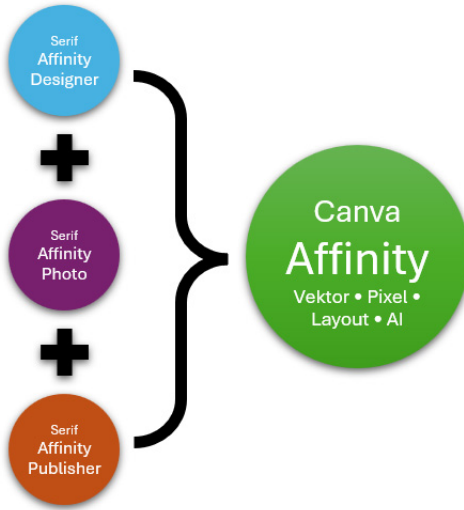 Serif
Affinity
Designer
Serif
Affinity
Photo
Serif
Affinity
Publisher
Canva
Affinity
Vektor • Pixel •
Layout • AI